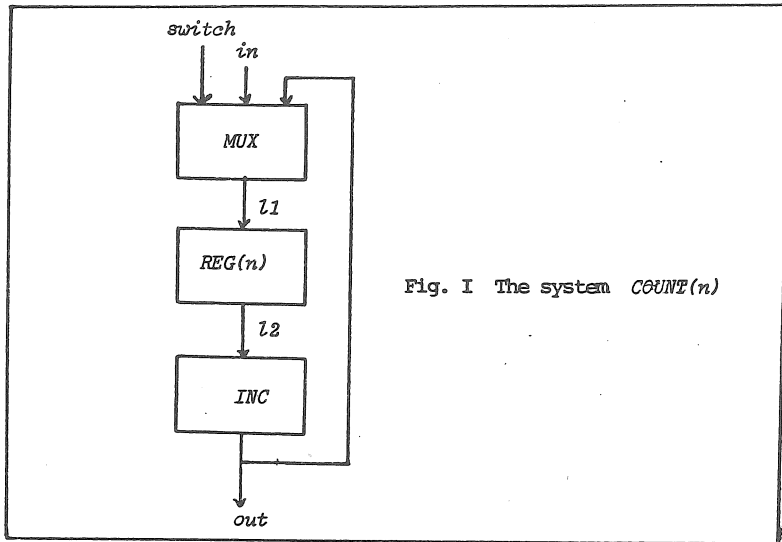 switch
in
MUX
l1
REG(n)
Fig. I The system COUNT(n)
l2
INC
out